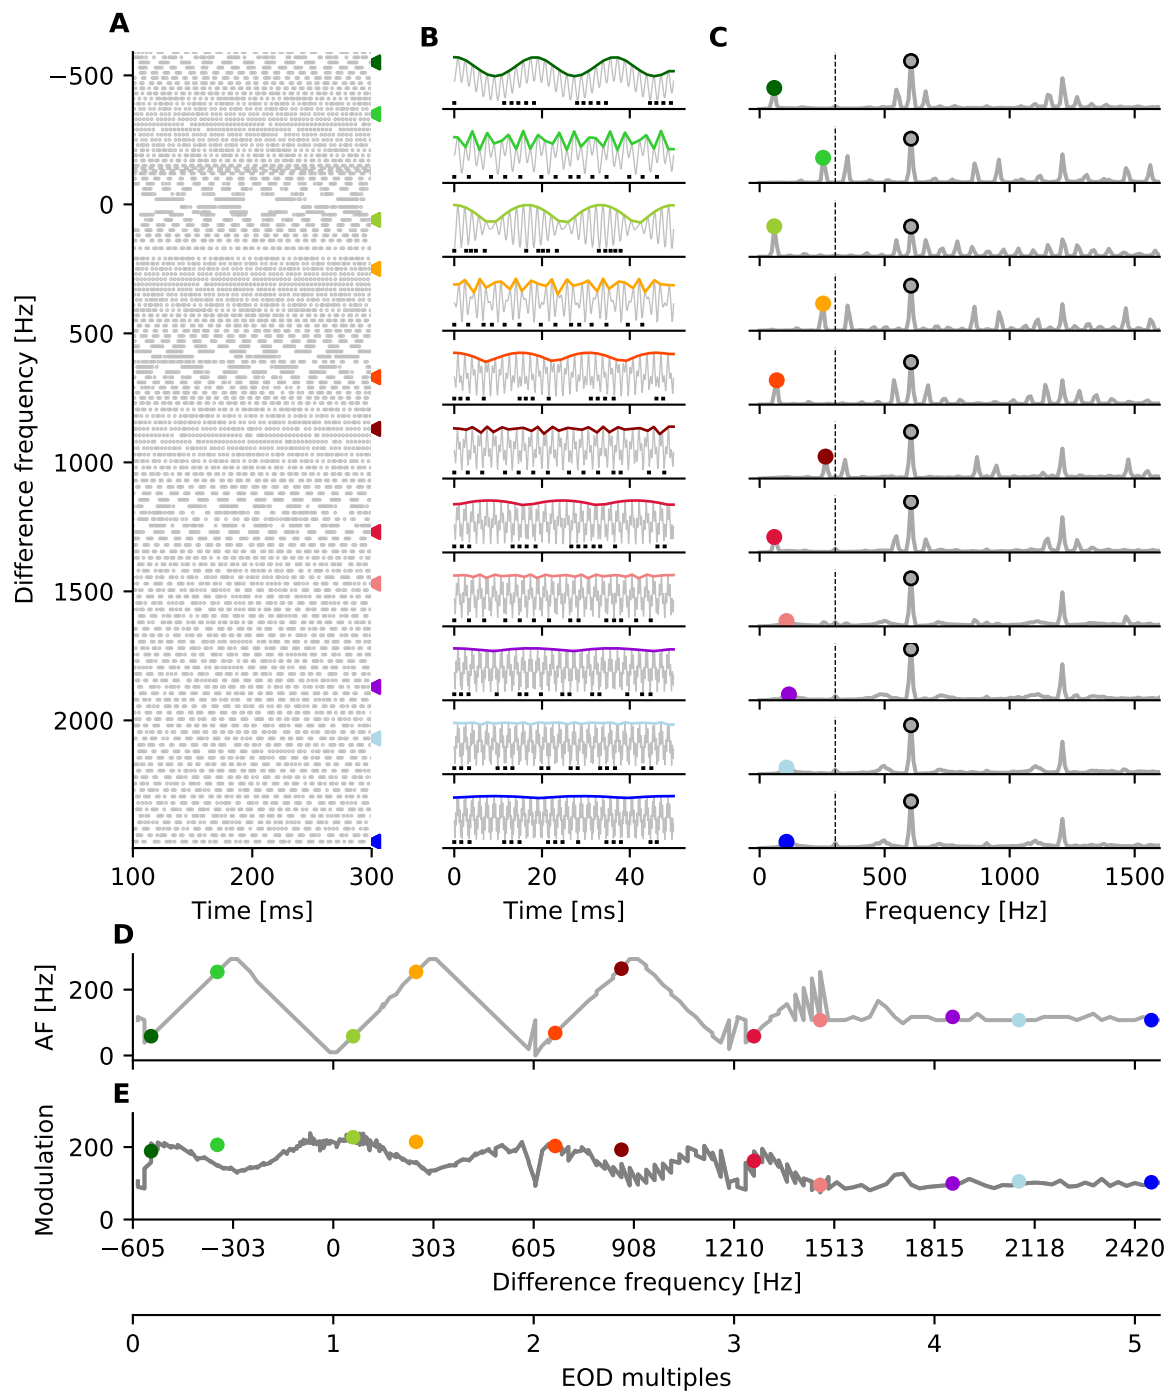 A
B
C
−500
0
500
1000
1500
2000
Difference frequency [Hz]
100 200 300
0 20 40
0 500 1000 1500
Time [ms]
Time [ms]
Frequency [Hz]
D
200
0
AF [Hz]
E
200
0
Modulation
−605 −303 0 303 605 908 1210 1513 1815 2118 2420
Difference frequency [Hz]
0 1 2 3 4 5
EOD multiples